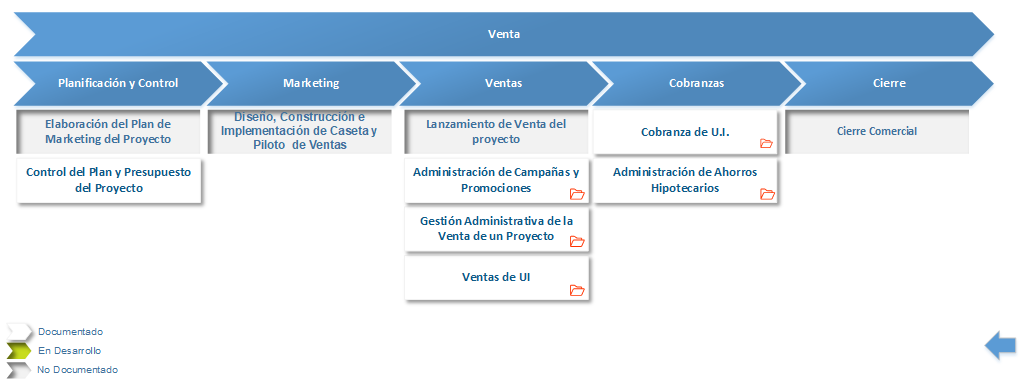 Venta
Planificación y Control
Marketing
Ventas
Cobranzas
Cierre
Elaboración del Plan de
Marketing del Proyecto
Diseño, Construcción e
Implementación de Caseta y
Piloto de Ventas
Lanzamiento de Venta del
proyecto
Cobranza de U.I.
Cierre Comercial
Control del Plan y Presupuesto
del Proyecto
Administración de Campañas y
Promociones
Administración de Ahorros
Hipotecarios
Gestión Administrativa de la
Venta de un Proyecto
Ventas de UI
Documentado
En Desarrollo
No Documentado